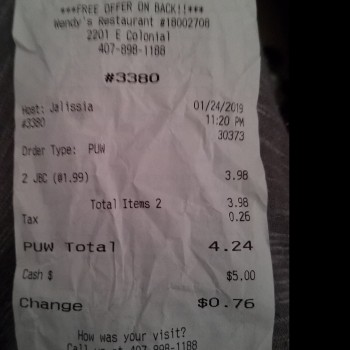 ***FREE OFFER ON BACK!!***
Wendy's Restaurant #18002708
2201 E Colonial
407-898-1188
#3380
Host: Jalissia 01/24/2019
#3380 11:20 PM
30373
Order Type: PUW
2 JBC (@1.99) 3.98
Total Items 2 3.98
Tax 0.26
PUW Total 4.24
Cash $ $5.00
Change $0.76
How was your visit?
Call us at 407-898-1188